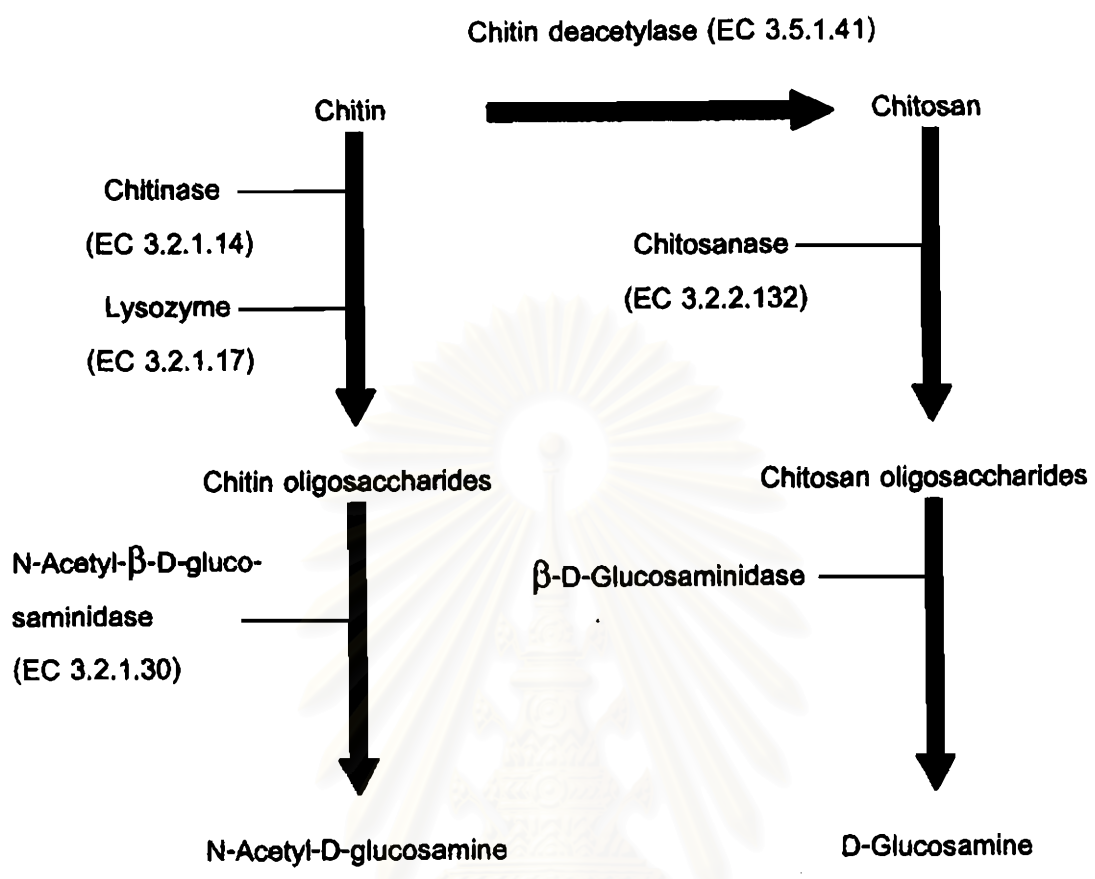 Chitin deacetylase (EC 3.5.1.41)
Chitin
Chitosan
Chitinase
(EC 3.2.1.14)
Lysozyme
(EC 3.2.1.17)
Chitosanase
(EC 3.2.2.132)
Chitin oligosaccharides
Chitosan oligosaccharides
N-Acetyl-β-D-gluco-
saminidase
(EC 3.2.1.30)
β-D-Glucosaminidase
N-Acetyl-D-glucosamine
D-Glucosamine